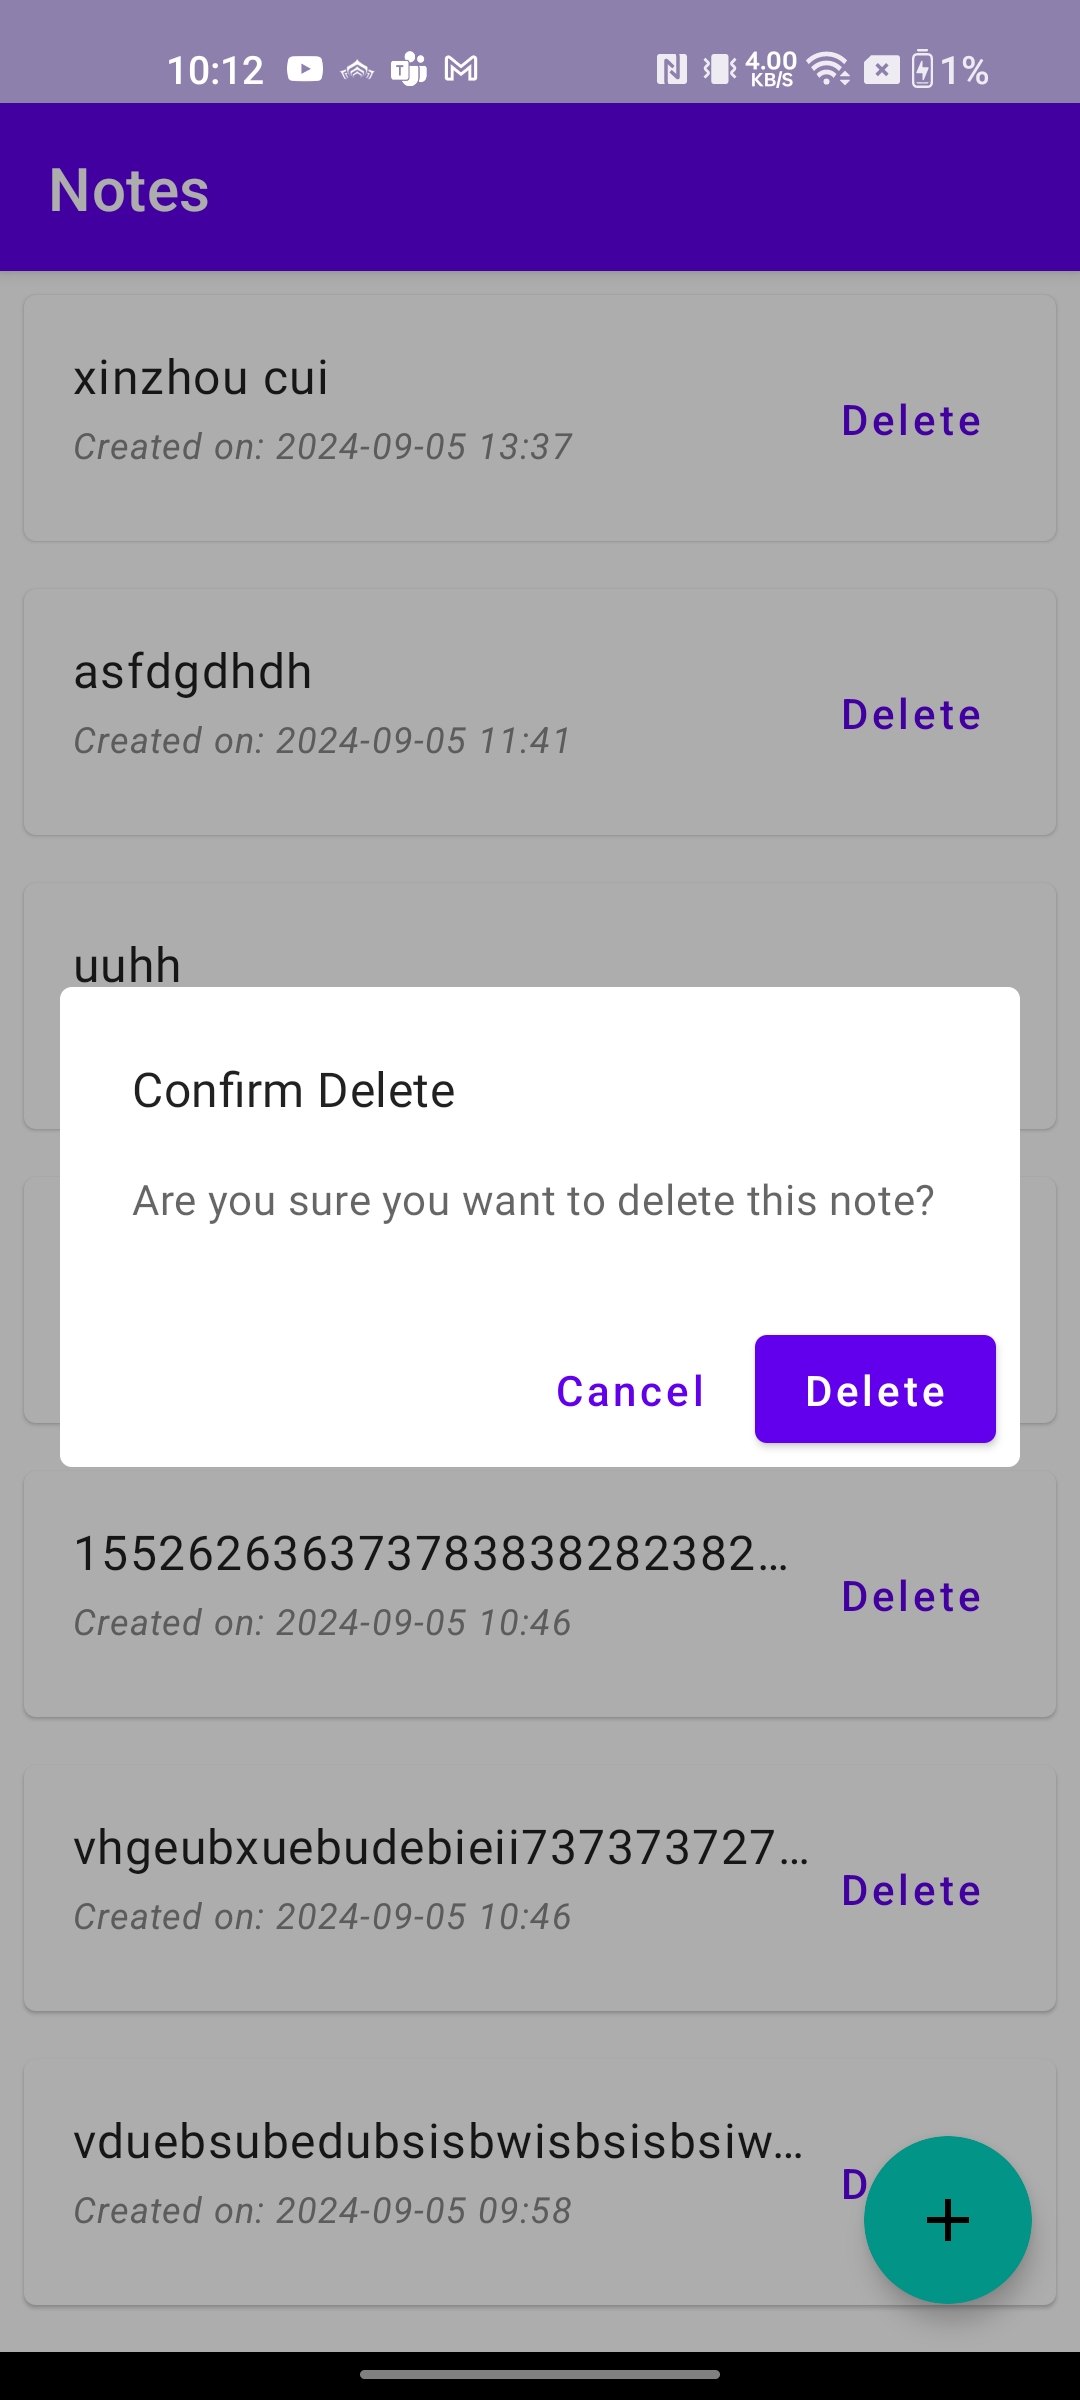 10:12 4.00 KB/S 1%
Notes
xinzhou cui
Created on: 2024-09-05 13:37
Delete
asfdgdhdh
Created on: 2024-09-05 11:41
Delete
uuhh
Confirm Delete
Are you sure you want to delete this note?
Cancel Delete
1552626363737383838282382...
Created on: 2024-09-05 10:46
Delete
vhgeubxuebudebieii737373727...
Created on: 2024-09-05 10:46
Delete
vduebsubedubsisbwisbsisbsiw...
Created on: 2024-09-05 09:58
D